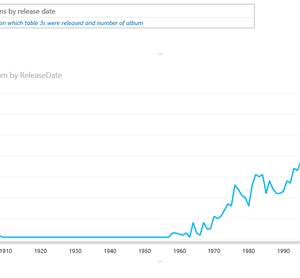 ns by release date
on which table 3s were released and number of album
um by ReleaseDate
1910 1920 1930 1940 1950 1960 1970 1980 1990